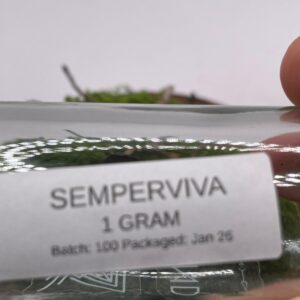 SEMPERVIVA
1 GRAM
Batch: 100 Packaged: Jan 26